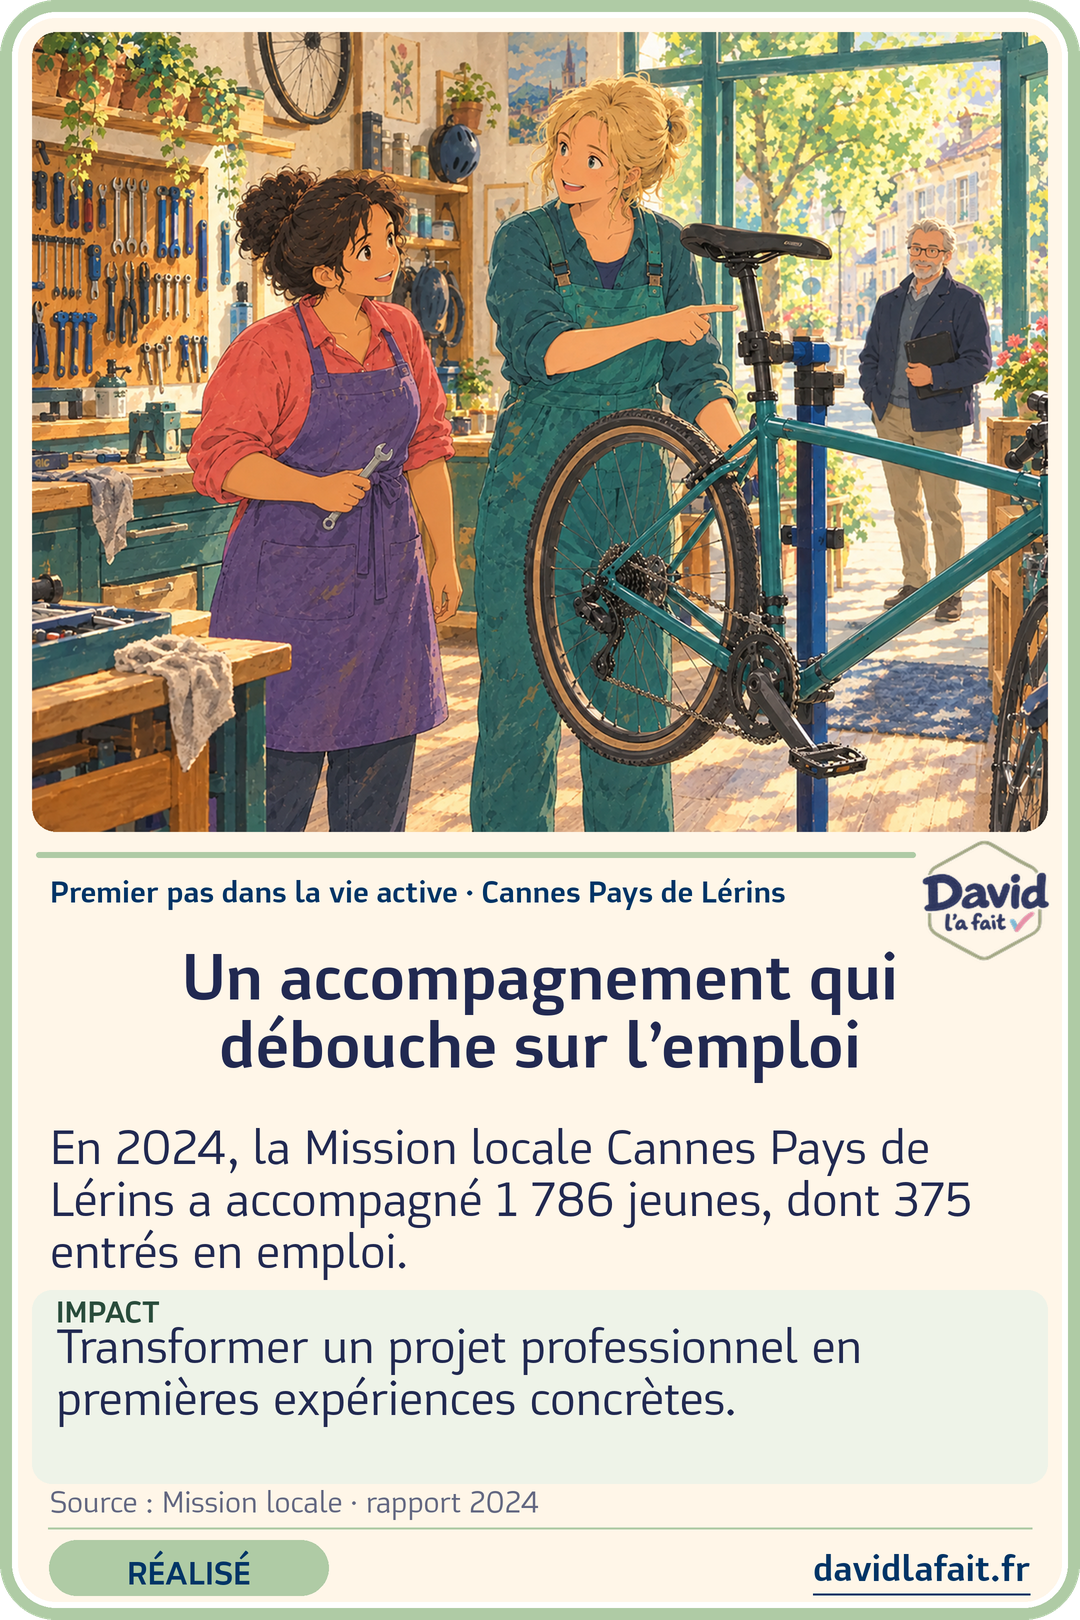 Premier pas dans la vie active · Cannes Pays de Lérins
David
l'a fait
Un accompagnement qui
débouche sur l’emploi
En 2024, la Mission locale Cannes Pays de
Lérins a accompagné 1 786 jeunes, dont 375
entrés en emploi.
IMPACT
Transformer un projet professionnel en
premières expériences concrètes.
Source : Mission locale · rapport 2024
RÉALISÉ
davidlafait.fr